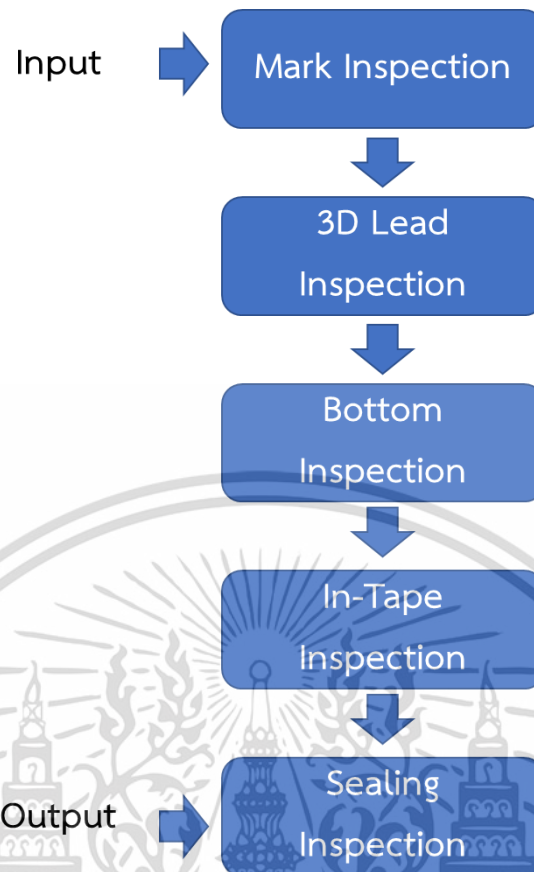 Input
Mark Inspection
3D Lead
Inspection
Bottom
Inspection
In-Tape
Inspection
Sealing
Output
Inspection